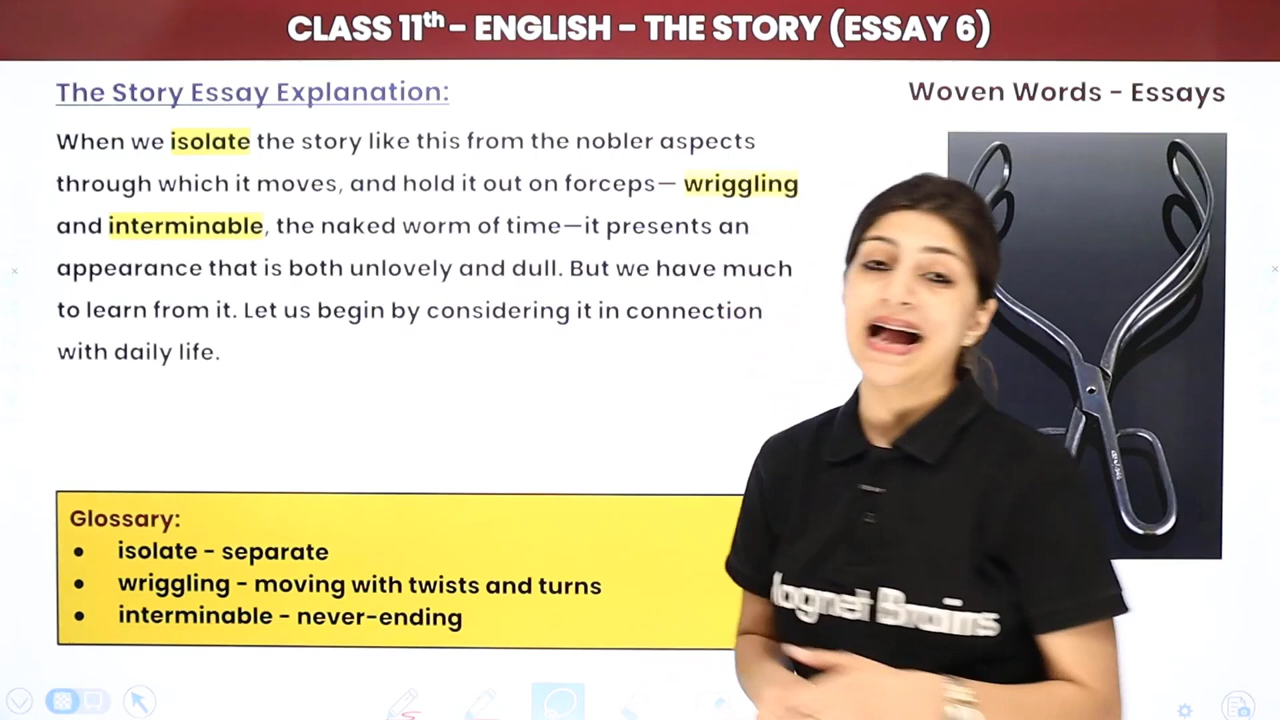 CLASS 11th - ENGLISH - THE STORY (ESSAY 6)
The Story Essay Explanation:
Woven Words - Essays
When we isolate the story like this from the nobler aspects
through which it moves, and hold it out on forceps— wriggling
and interminable, the naked worm of time—it presents an
appearance that is both unlovely and dull. But we have much
to learn from it. Let us begin by considering it in connection
with daily life.
Glossary:
• isolate - separate
• wriggling - moving with twists and turns
• interminable - never-ending
Brains